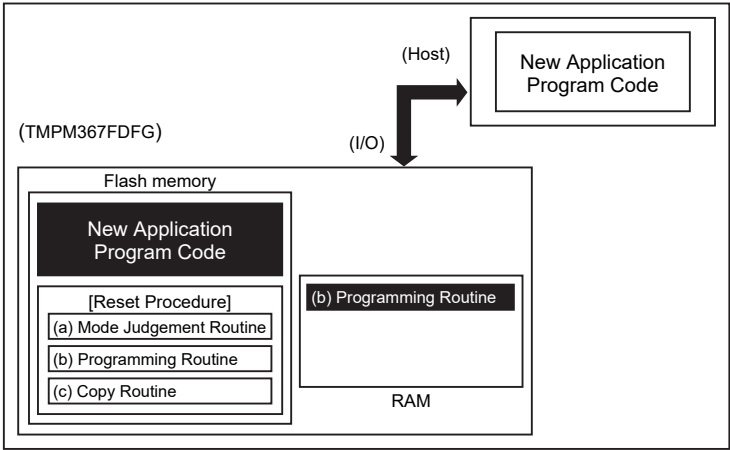 (Host)
New Application
Program Code
(TMPM367FDFG)
(I/O)
Flash memory
New Application
Program Code
[Reset Procedure]
(a) Mode Judgement Routine
(b) Programming Routine
(c) Copy Routine
(b) Programming Routine
RAM